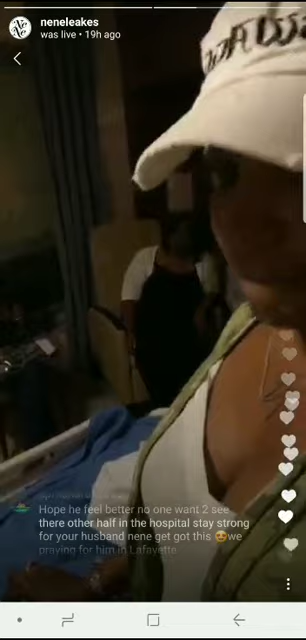 neneleakes
was live • 19h ago
Hope he feel better no one want 2 see
there other half in the hospital stay strong
for your husband nene get got this 😍we
praying for him in Lafayette